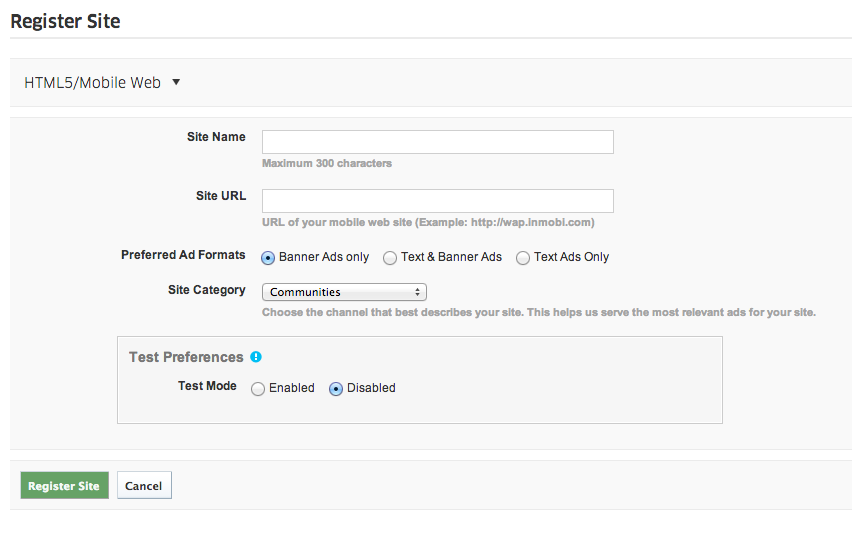 Register Site
HTML5/Mobile Web
Site Name
Maximum 300 characters
Site URL
URL of your mobile web site (Example: http://wap.inmobi.com)
Preferred Ad Formats Banner Ads only Text & Banner Ads Text Ads Only
Site Category Communities
Choose the channel that best describes your site. This helps us serve the most relevant ads for your site.
Test Preferences
Test Mode Enabled Disabled
Register Site Cancel